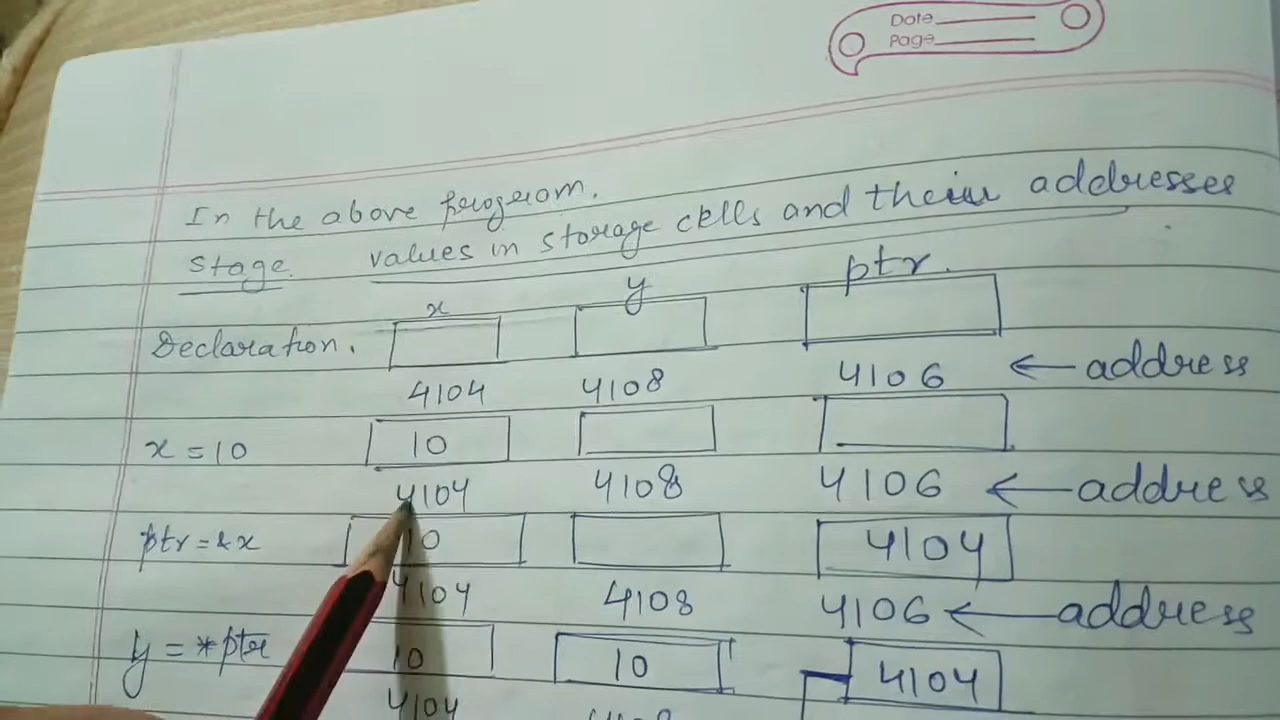 Date
Page
In the above program.
Stage. values in storage cells and their addresses
x y ptr.
Declaration.
4104 4108 4106 ← address
x = 10 10
4104 4108 4106 ← address
ptr = &x 10 4104
4104 4108 4106 ← address
y = *ptr 10 10 4104
4104 4108